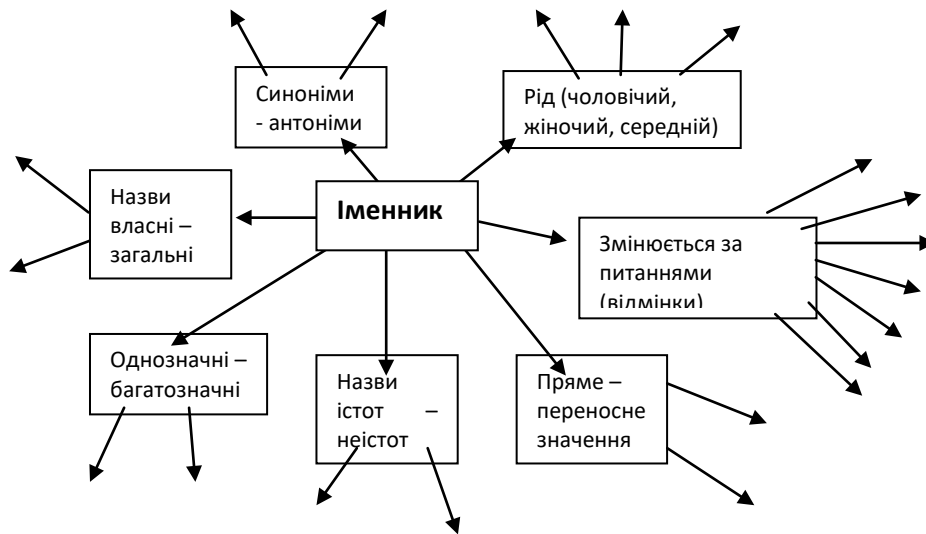 Синоніми
- антоніми
Рід (чоловічий,
жіночий, середній)
Назви
власні –
загальні
Іменник
Змінюється за
питаннями
(відмінки)
Однозначні –
багатозначні
Назви
істот –
неістот
Пряме –
переносне
значення